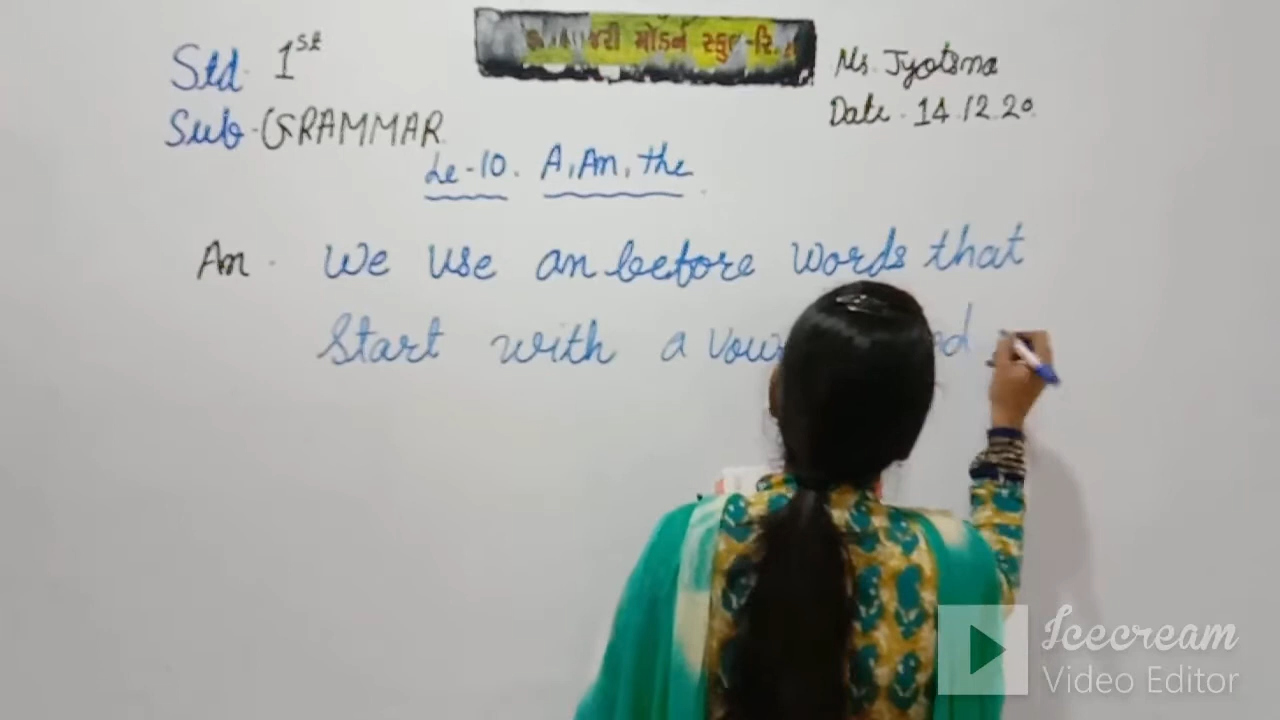 Std. 1st
Sub-GRAMMAR
Ms. Jyotsna
Date. 14.12.20.
મોડર્ન સ્કુલ-રિ.
Le-10. A, An, the
An. We use an before words that
Start with a
Icecream
Video Editor